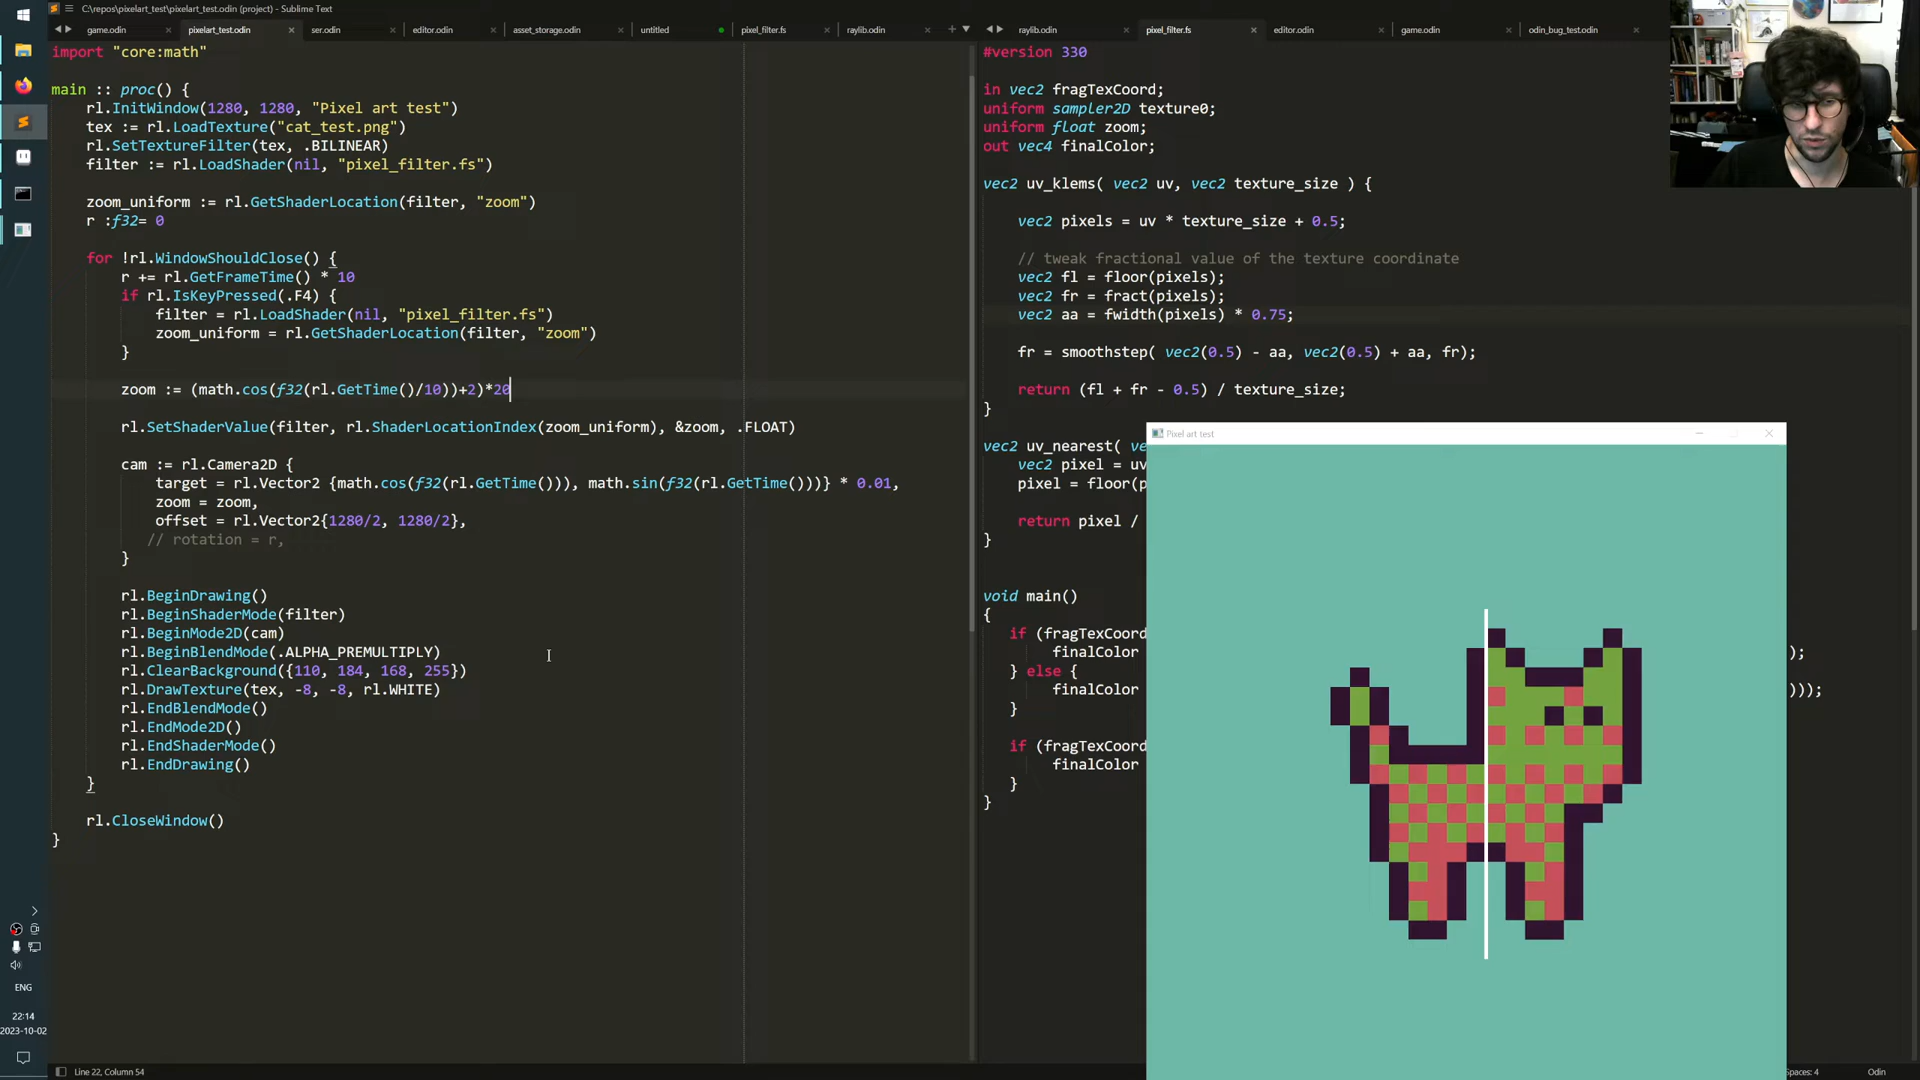 C:\repos\pixelart_test\pixelart_test.odin (project) - Sublime Text
game.odin
pixelart_test.odin
ser.odin
editor.odin
asset_storage.odin
untitled
pixel_filter.fs
raylib.odin
import "core:math"
main :: proc() {
rl.InitWindow(1280, 1280, "Pixel art test")
tex := rl.LoadTexture("cat_test.png")
rl.SetTextureFilter(tex, .BILINEAR)
filter := rl.LoadShader(nil, "pixel_filter.fs")
zoom_uniform := rl.GetShaderLocation(filter, "zoom")
r :f32= 0
for !rl.WindowShouldClose() {
r += rl.GetFrameTime() * 10
if rl.IsKeyPressed(.F4) {
filter = rl.LoadShader(nil, "pixel_filter.fs")
zoom_uniform = rl.GetShaderLocation(filter, "zoom")
}
zoom := (math.cos(f32(rl.GetTime()/10))+2)*20
rl.SetShaderValue(filter, rl.ShaderLocationIndex(zoom_uniform), &zoom, .FLOAT)
cam := rl.Camera2D {
target = rl.Vector2 {math.cos(f32(rl.GetTime())), math.sin(f32(rl.GetTime()))} * 0.01,
zoom = zoom,
offset = rl.Vector2{1280/2, 1280/2},
// rotation = r,
}
rl.BeginDrawing()
rl.BeginShaderMode(filter)
rl.BeginMode2D(cam)
rl.BeginBlendMode(.ALPHA_PREMULTIPLY)
rl.ClearBackground({110, 184, 168, 255})
rl.DrawTexture(tex, -8, -8, rl.WHITE)
rl.EndBlendMode()
rl.EndMode2D()
rl.EndShaderMode()
rl.EndDrawing()
}
rl.CloseWindow()
}
raylib.odin
pixel_filter.fs
editor.odin
game.odin
odin_bug_test.odin
#version 330
in vec2 fragTexCoord;
uniform sampler2D texture0;
uniform float zoom;
out vec4 finalColor;
vec2 uv_klems( vec2 uv, vec2 texture_size ) {
vec2 pixels = uv * texture_size + 0.5;
// tweak fractional value of the texture coordinate
vec2 fl = floor(pixels);
vec2 fr = fract(pixels);
vec2 aa = fwidth(pixels) * 0.75;
fr = smoothstep( vec2(0.5) - aa, vec2(0.5) + aa, fr);
return (fl + fr - 0.5) / texture_size;
}
vec2 uv_nearest( ve
vec2 pixel = uv
pixel = floor(p
return pixel /
}
void main()
{
if (fragTexCoord
finalColor );
} else {
finalColor )));
}
if (fragTexCoord
finalColor
}
}
Pixel art test
ENG
22:14
2023-10-02
Line 22, Column 54
Spaces: 4
Odin